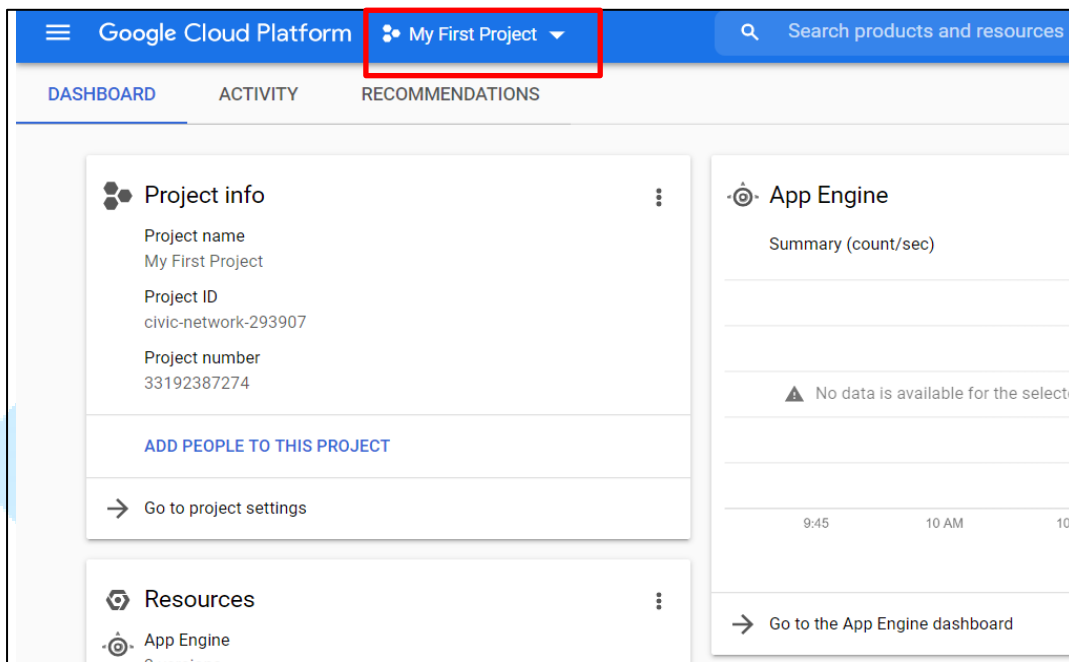 Google Cloud Platform
My First Project
Search products and resources
DASHBOARD
ACTIVITY
RECOMMENDATIONS
Project info
Project name
My First Project
Project ID
civic-network-293907
Project number
33192387274
ADD PEOPLE TO THIS PROJECT
Go to project settings
Resources
App Engine
App Engine
Summary (count/sec)
No data is available for the
9:45
10 AM
Go to the App Engine dashboard